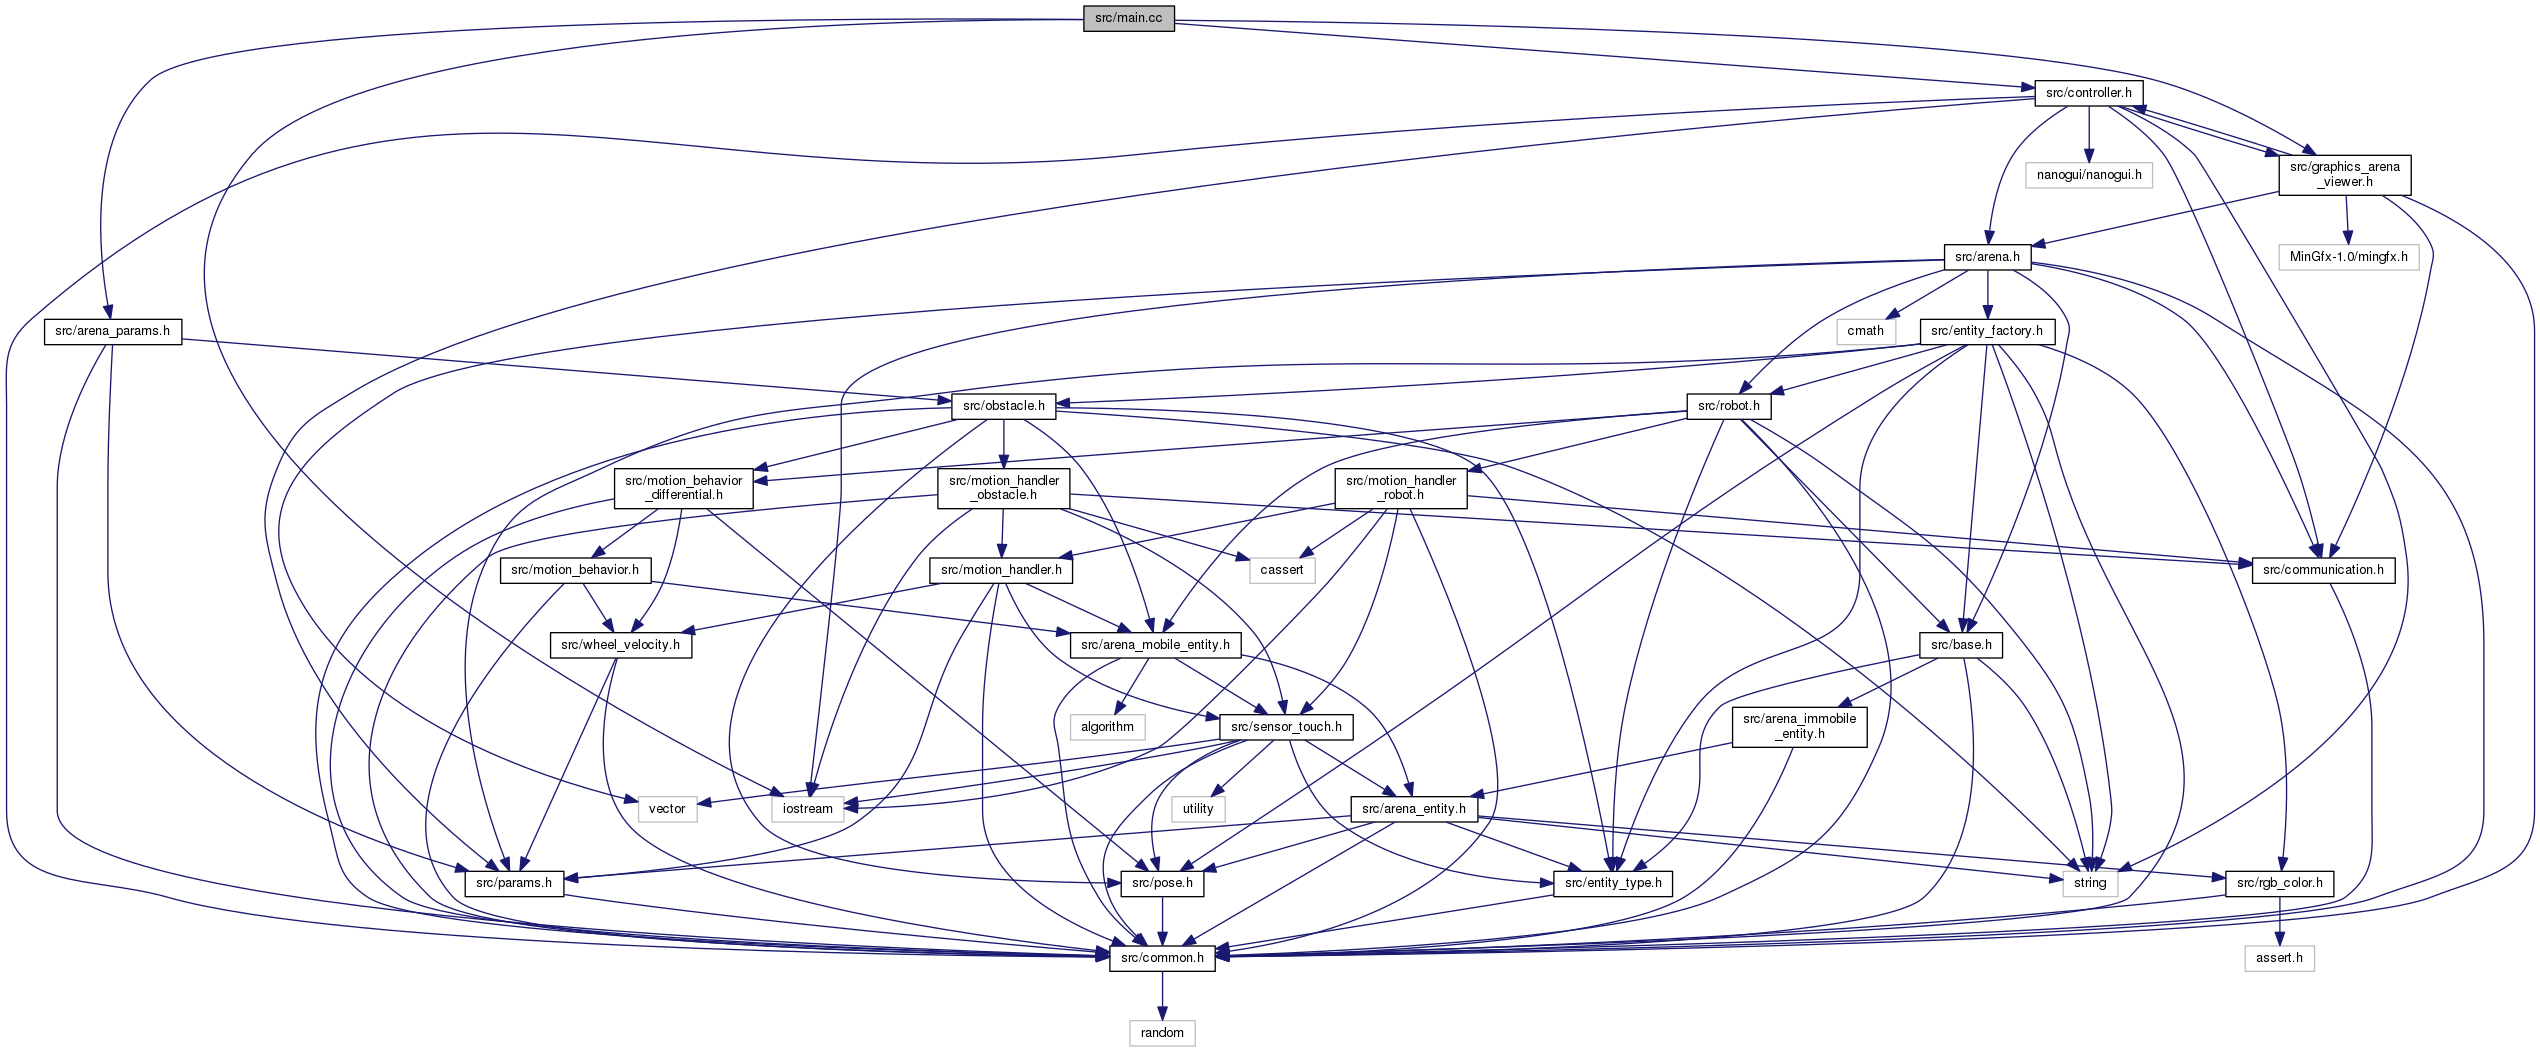 src/main.cc
src/controller.h
nanogui/nanogui.h
src/graphics_arena
_viewer.h
src/arena.h
MinGfx-1.0/mingfx.h
src/arena_params.h
cmath
src/entity_factory.h
src/obstacle.h
src/robot.h
src/motion_behavior
_differential.h
src/motion_handler
_obstacle.h
src/motion_handler
_robot.h
src/motion_behavior.h
src/motion_handler.h
cassert
src/communication.h
src/wheel_velocity.h
src/arena_mobile_entity.h
src/base.h
algorithm
src/sensor_touch.h
src/arena_immobile
_entity.h
vector
iostream
utility
src/arena_entity.h
src/params.h
src/pose.h
src/entity_type.h
string
src/rgb_color.h
src/common.h
assert.h
random